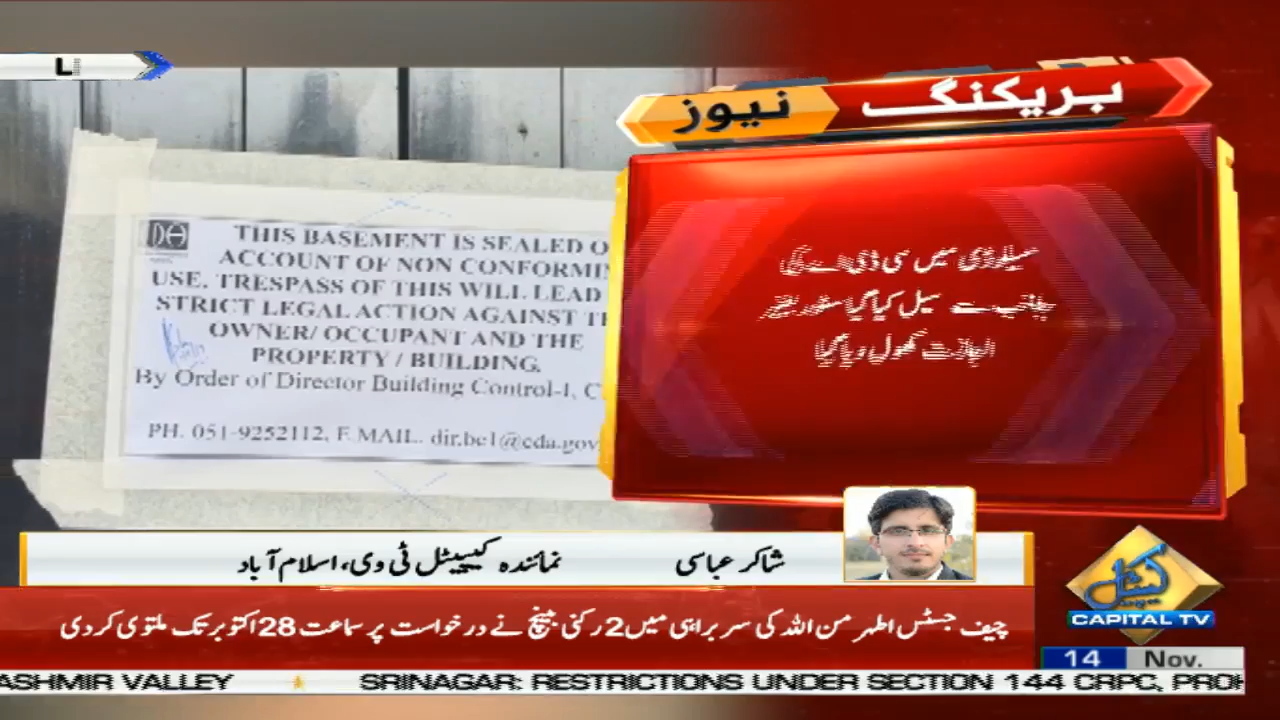 بریکنگ
نیوز
THIS BASEMENT IS SEALED O
ACCOUNT OF NON CONFORMIN
USE. TRESPASS OF THIS WILL LEAD
STRICT LEGAL ACTION AGAINST T
OWNER/ OCCUPANT AND THE
PROPERTY / BUILDING.
By Order of Director Building Control-I, C
PH. 051-9252112, E.MAIL. dir.bc1@cda.gov
میلوڈی میں سی ڈی اے کی
جانب سے سیل کیا گیا سٹور بغیر
اجازت کھول دیا گیا
شاکر عباسی نمائندہ کیپیٹل ٹی وی، اسلام آباد
چیف جسٹس اطہر من اللہ کی سربراہی میں 2 رکنی بینچ نے درخواست پر سماعت 28 اکتوبر تک ملتوی کر دی
CAPITAL TV
14 Nov.
ASHMIR VALLEY SRINAGAR: RESTRICTIONS UNDER SECTION 144 CRPC, PROH